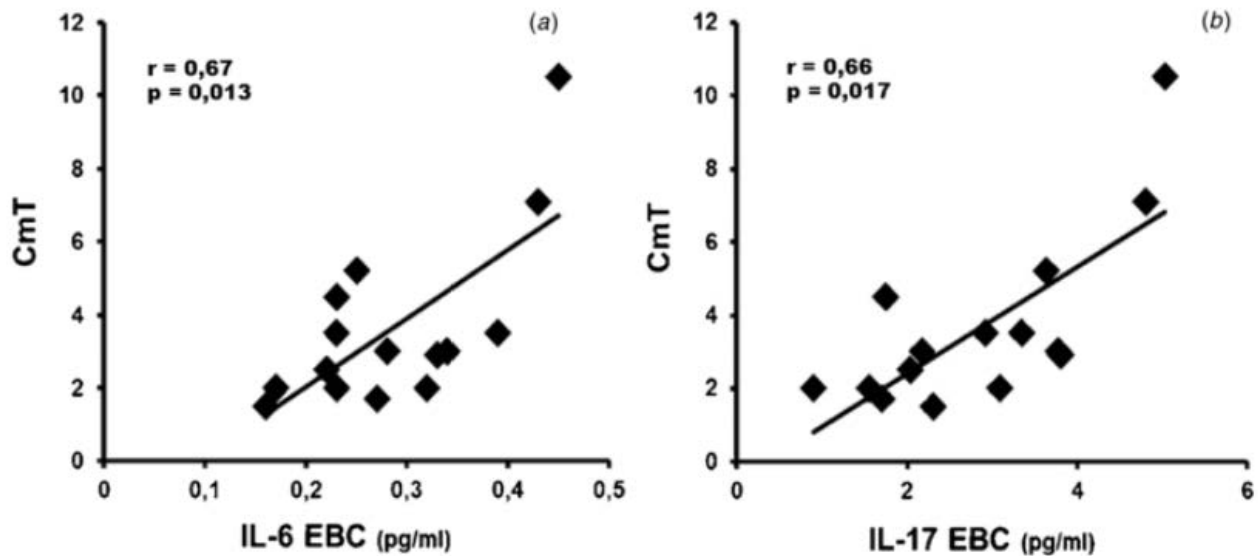 (a)
r = 0,67
p = 0,013
12
10
8
6
4
2
0
CmT
0 0,1 0,2 0,3 0,4 0,5
IL-6 EBC (pg/ml)
(b)
r = 0,66
p = 0,017
12
10
8
6
4
2
0
CmT
0 2 4 6
IL-17 EBC (pg/ml)